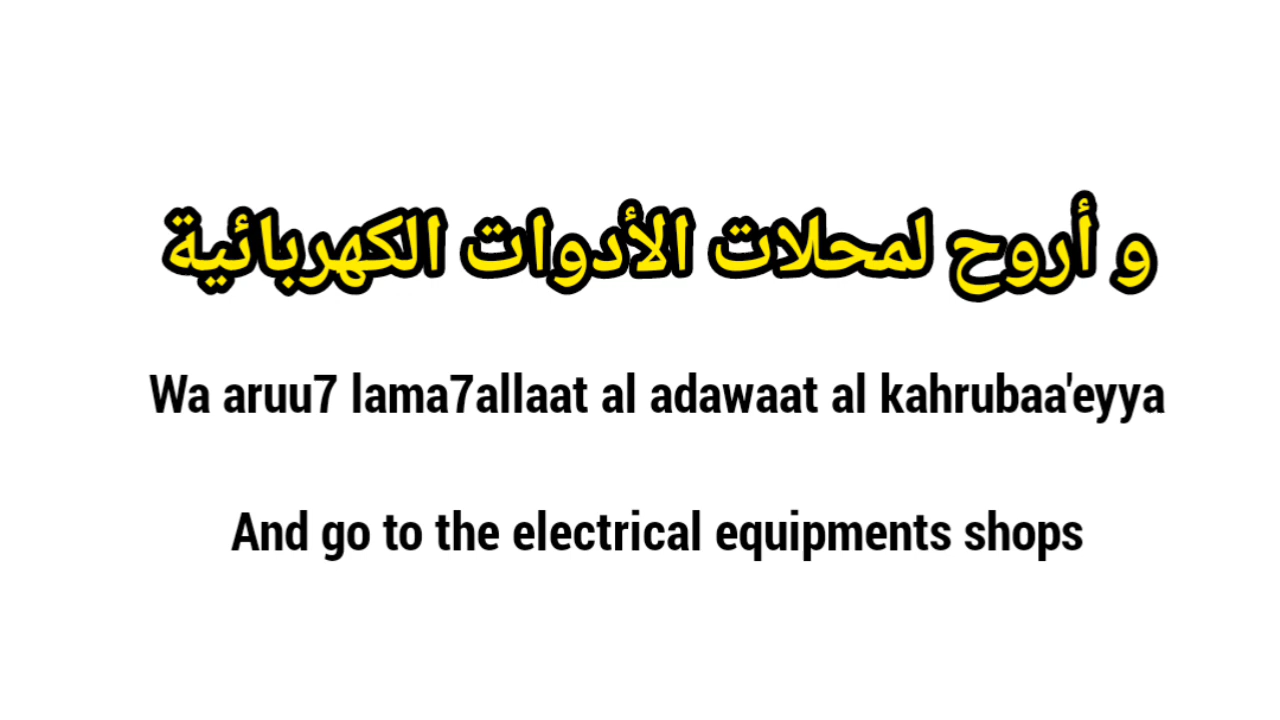 و أروح لمحلات الأدوات الكهربائية
Wa aruu7 lama7allaat al adawaat al kahrubaa'eyya
And go to the electrical equipments shops